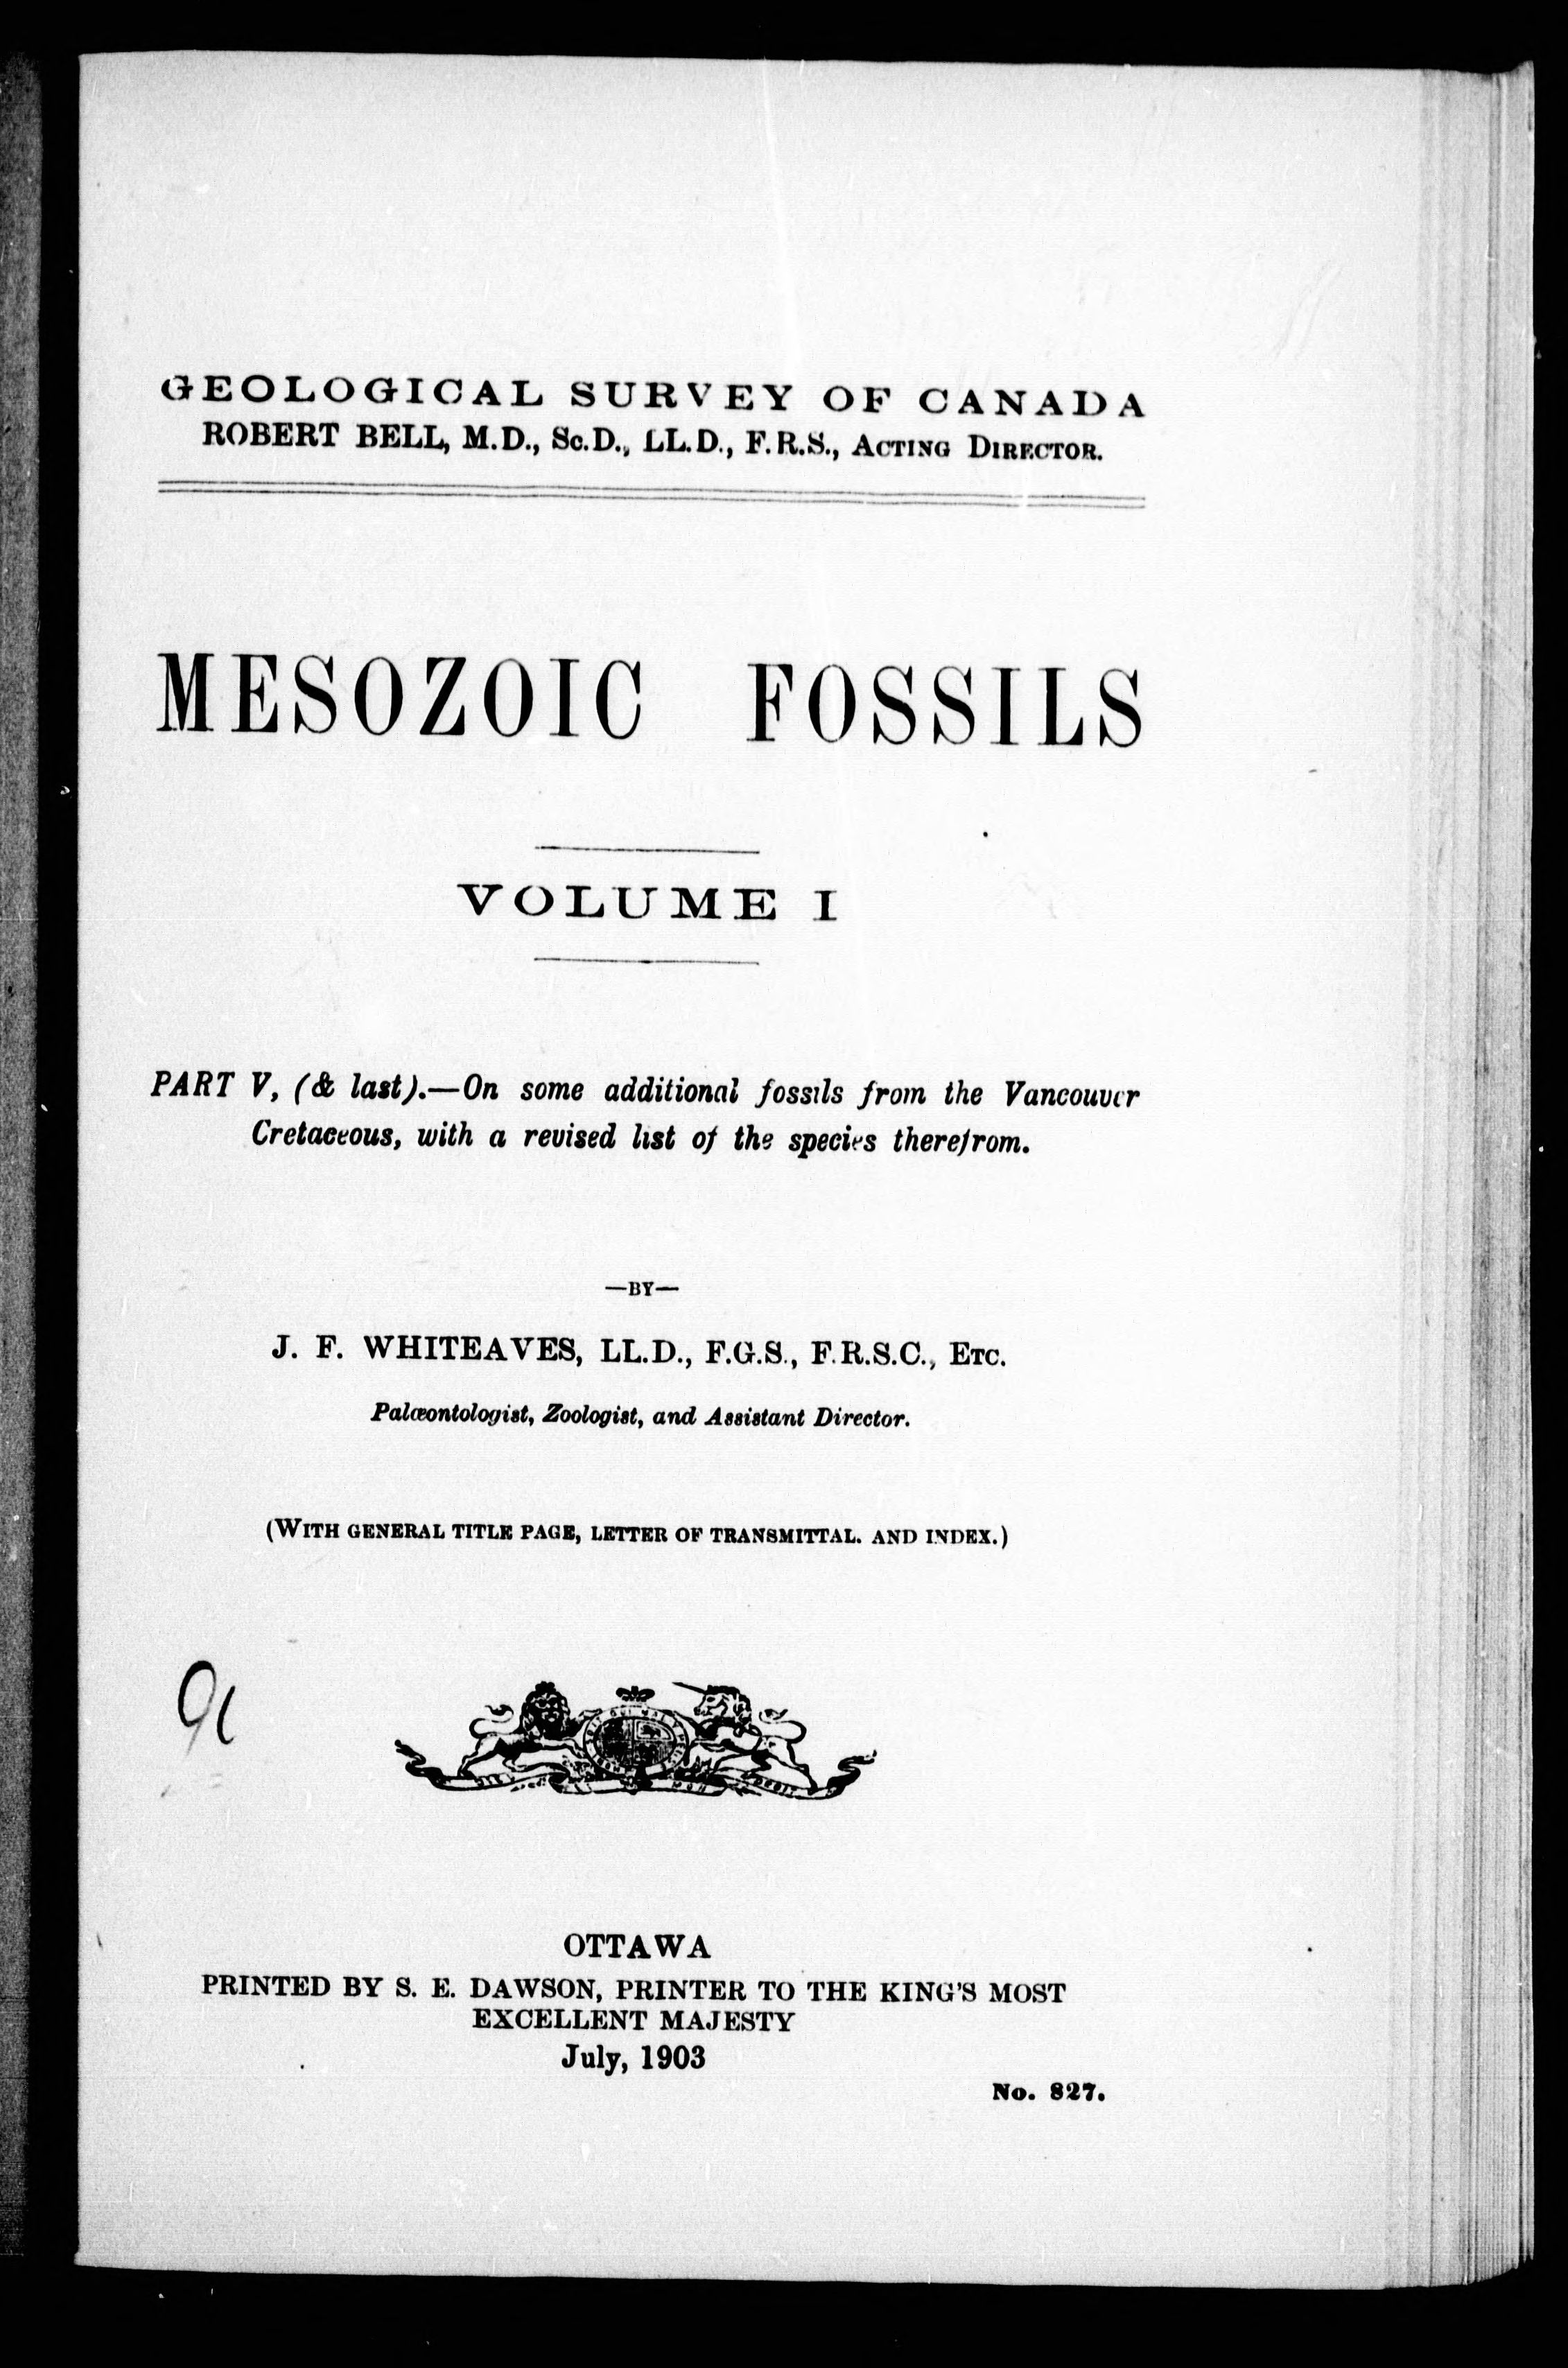 GEOLOGICAL SURVEY OF CANADA
ROBERT BELL, M.D., Sc.D., LL.D., F.R.S., ACTING DIRECTOR.
MESOZOIC FOSSILS
VOLUME I
PART V, (& last).—On some additional fossils from the Vancouver
Cretaceous, with a revised list of the species therefrom.
—BY—
J. F. WHITEAVES, LL.D., F.G.S., F.R.S.C., ETC.
Palæontologist, Zoologist, and Assistant Director.
(WITH GENERAL TITLE PAGE, LETTER OF TRANSMITTAL. AND INDEX.)
OTTAWA
PRINTED BY S. E. DAWSON, PRINTER TO THE KING'S MOST
EXCELLENT MAJESTY
July, 1903
No. 827.